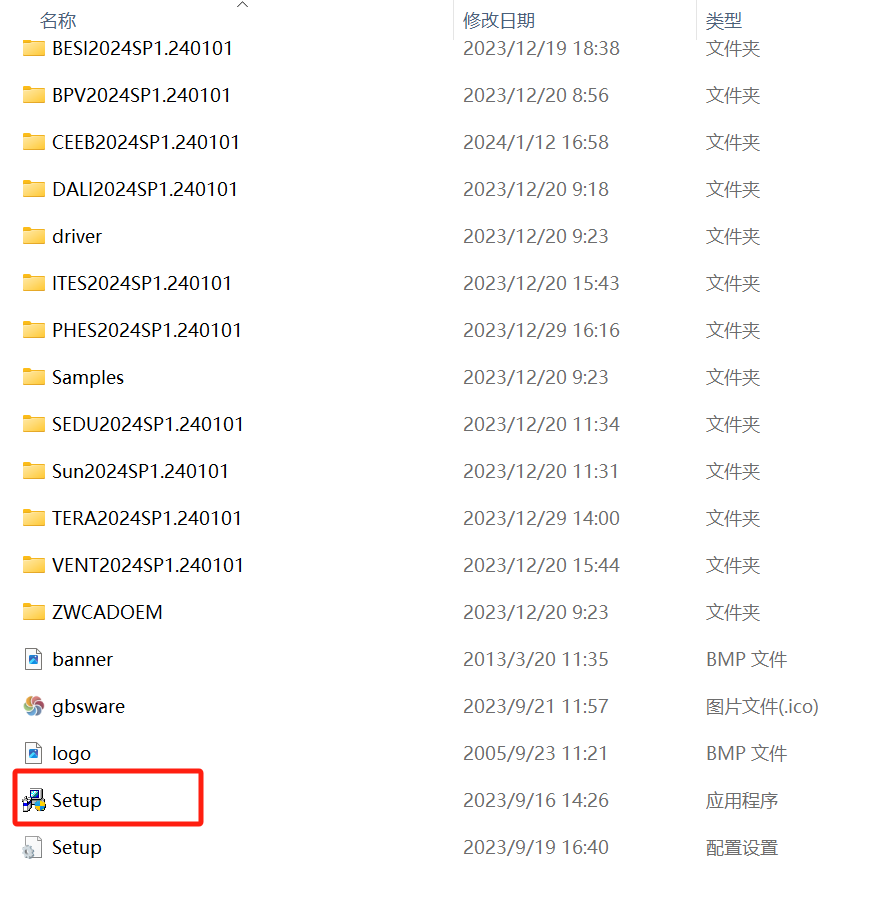 名称 修改日期 类型
BESI2024SP1.240101 2023/12/19 18:38 文件夹
BPV2024SP1.240101 2023/12/20 8:56 文件夹
CEEB2024SP1.240101 2024/1/12 16:58 文件夹
DALI2024SP1.240101 2023/12/20 9:18 文件夹
driver 2023/12/20 9:23 文件夹
ITES2024SP1.240101 2023/12/20 15:43 文件夹
PHES2024SP1.240101 2023/12/29 16:16 文件夹
Samples 2023/12/20 9:23 文件夹
SEDU2024SP1.240101 2023/12/20 11:34 文件夹
Sun2024SP1.240101 2023/12/20 11:31 文件夹
TERA2024SP1.240101 2023/12/29 14:00 文件夹
VENT2024SP1.240101 2023/12/20 15:44 文件夹
ZWCADOEM 2023/12/20 9:23 文件夹
banner 2013/3/20 11:35 BMP 文件
gbsware 2023/9/21 11:57 图片文件(.ico)
logo 2005/9/23 11:21 BMP 文件
Setup 2023/9/16 14:26 应用程序
Setup 2023/9/19 16:40 配置设置